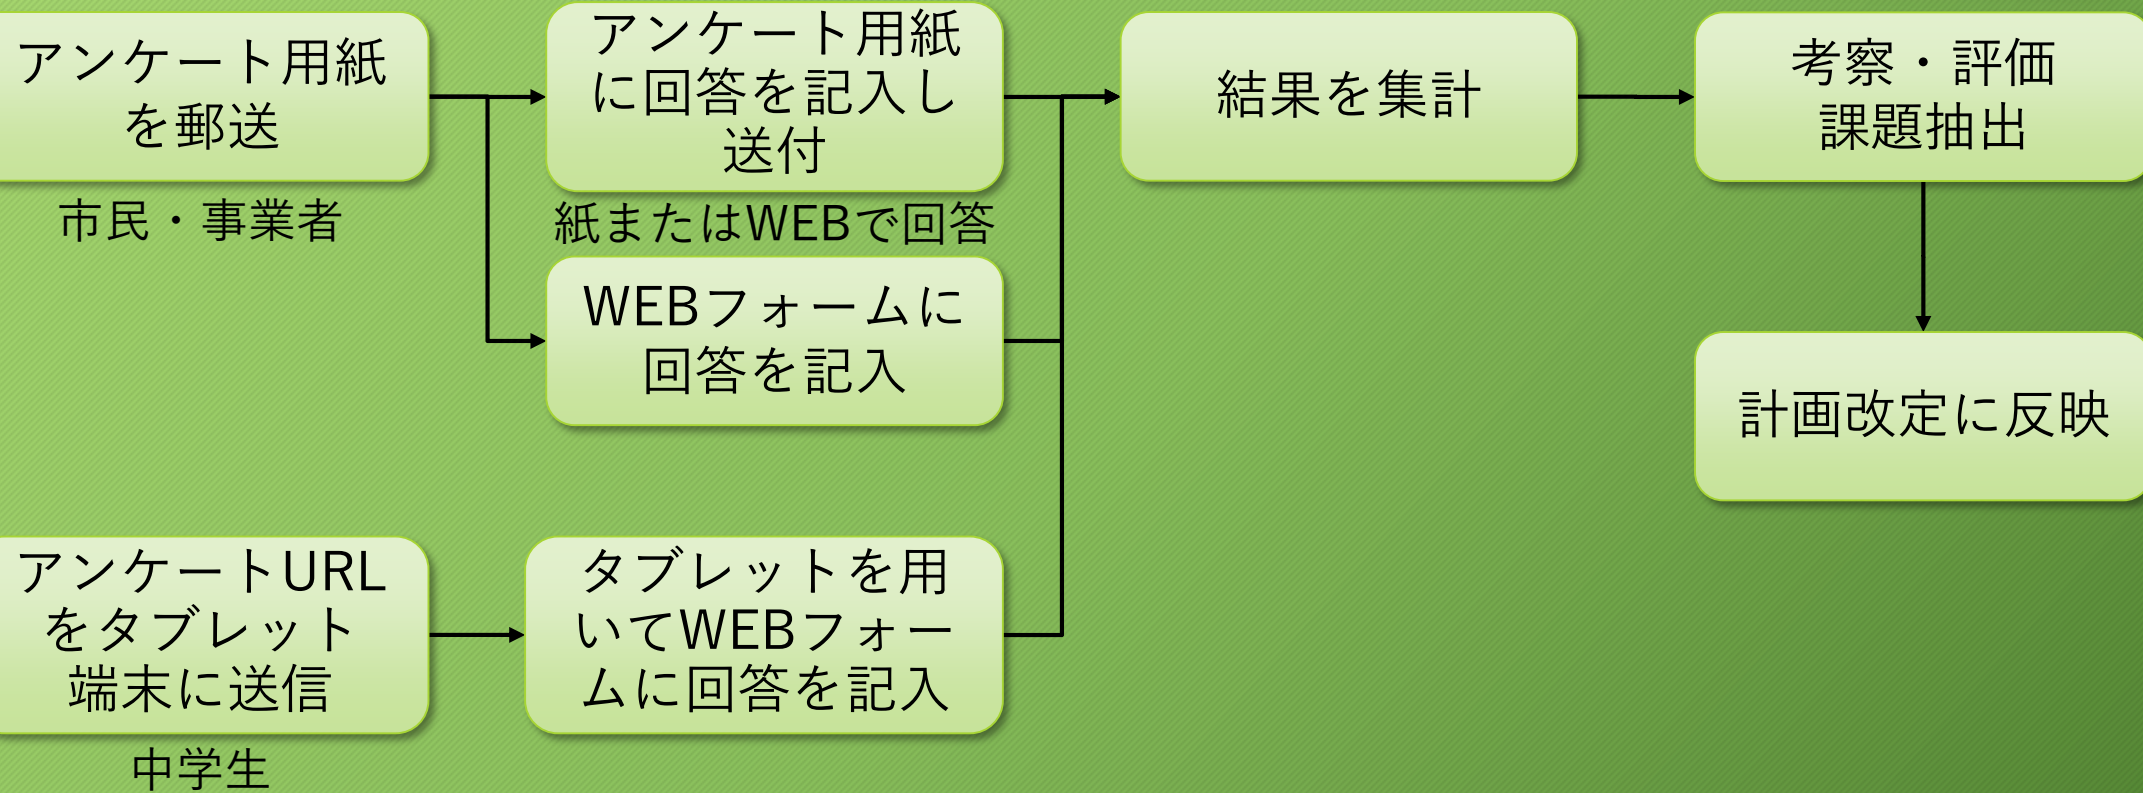 アンケート用紙
を郵送
市民・事業者
アンケート用紙
に回答を記入し
送付
紙またはWEBで回答
WEBフォームに
回答を記入
結果を集計
考察・評価
課題抽出
計画改定に反映
アンケートURL
をタブレット
端末に送信
中学生
タブレットを用
いてWEBフォー
ムに回答を記入